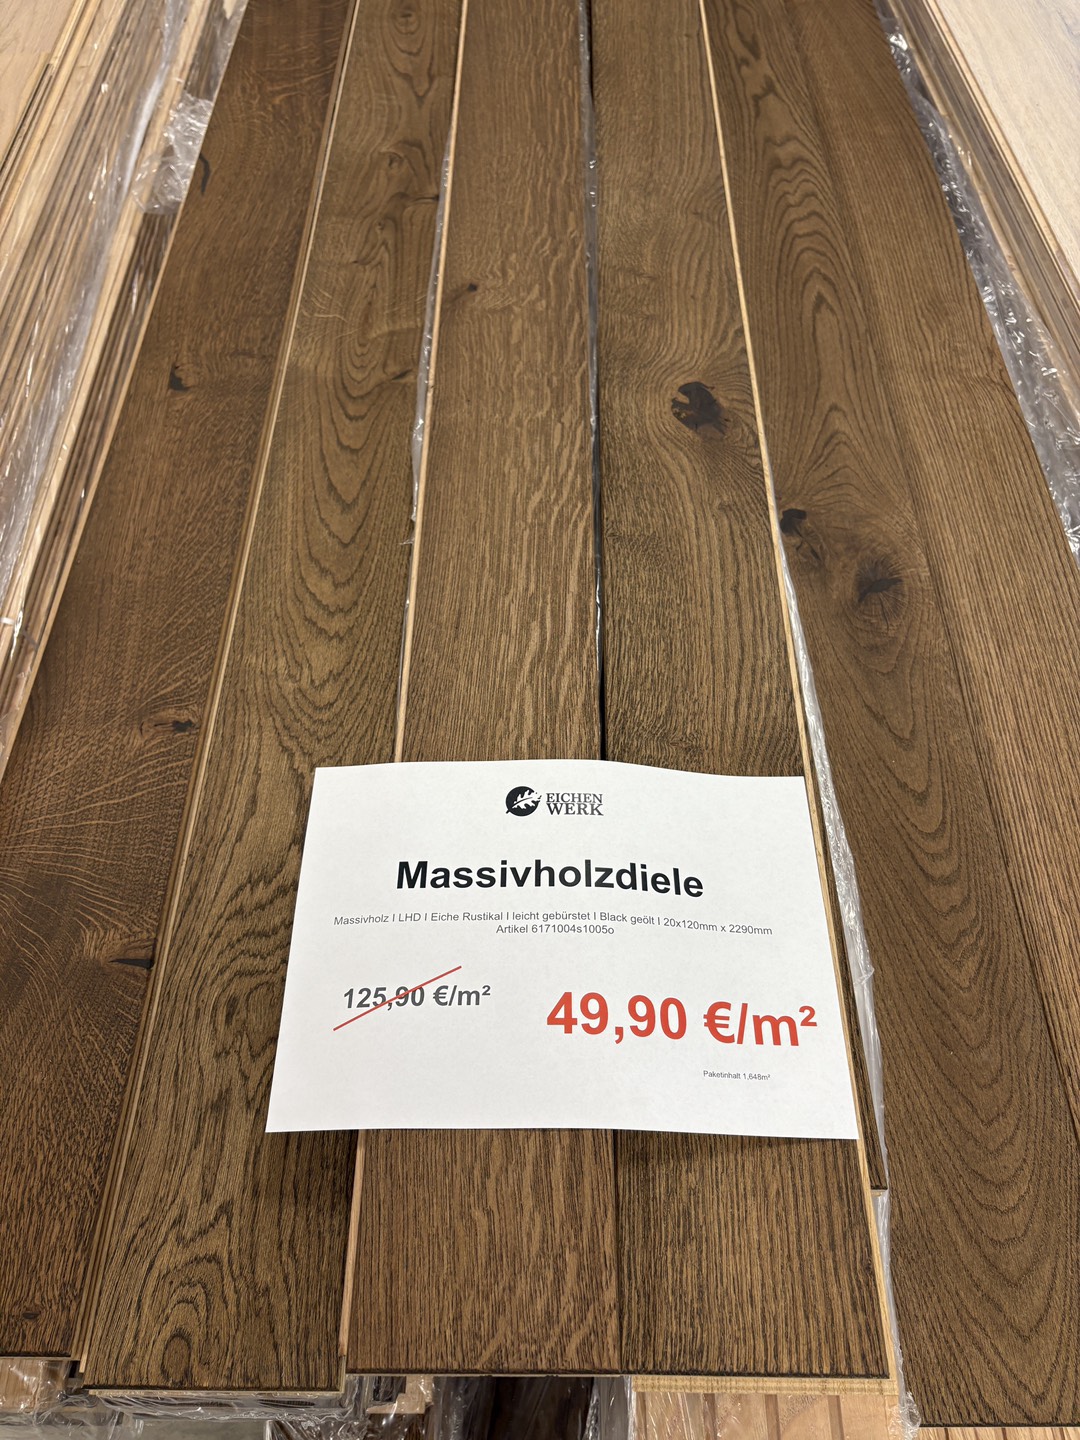 EICHEN
WERK
Massivholzdiele
Massivholz I LHD I Eiche Rustikal I leicht gebürstet I Black geölt I 20x120mm x 2290mm
Artikel 6171004s1005o
125,90 €/m²
49,90 €/m²
Paketinhalt 1,648m²